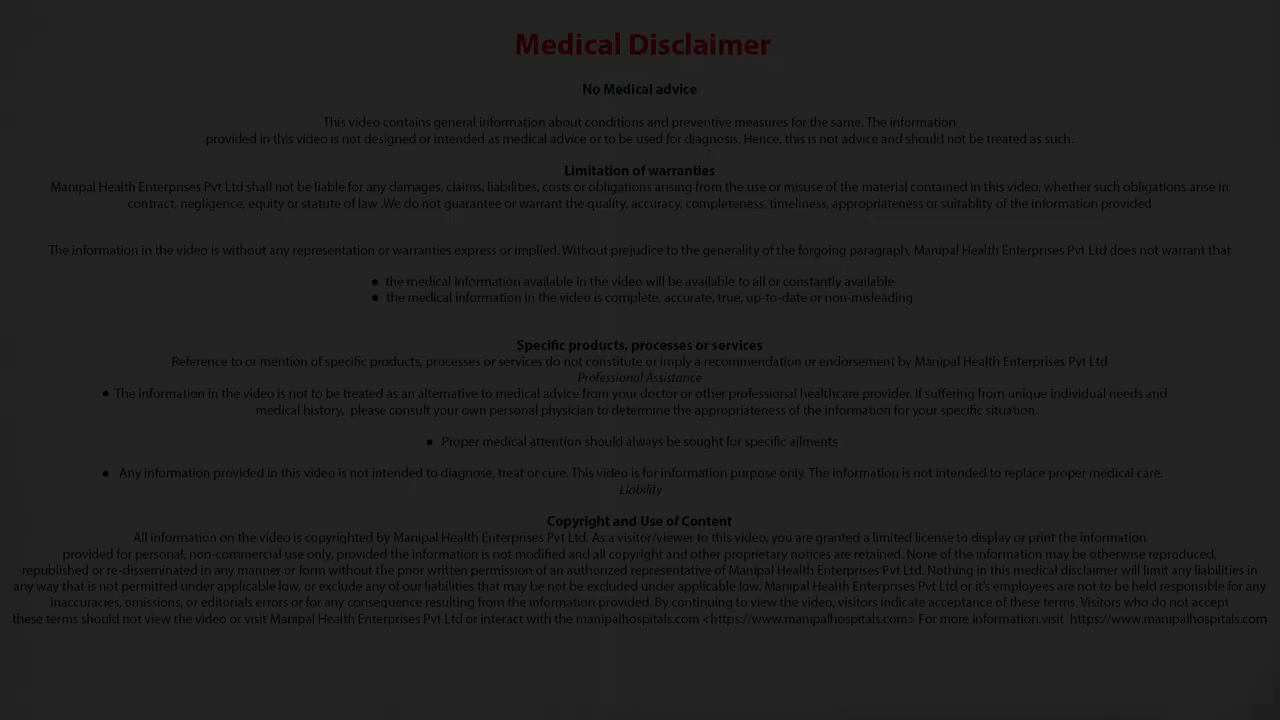 Medical Disclaimer
No Medical advice
This video contains general information about conditions and preventive measures for the same. The information
provided in this video is not designed or intended as medical advice or to be used for diagnosis. Hence, this is not advice and should not be treated as such.
Limitation of warranties
Manipal Health Enterprises Pvt Ltd shall not be liable for any damages, claims, liabilities, costs or obligations arising from the use or misuse of the material contained in this video, whether such obligations arise in
contract, negligence, equity or statute of law .We do not guarantee or warrant the quality, accuracy, completeness, timeliness, appropriateness or suitablity of the information provided
The information in the video is without any representation or warranties express or implied. Without prejudice to the generality of the forgoing paragraph, Manipal Health Enterprises Pvt Ltd does not warrant that
● the medical information available in the video will be available to all or constantly available
● the medical information in the video is complete, accurate, true, up-to-date or non-misleading
Specific products, processes or services
Reference to or mention of specific products, processes or services do not constitute or imply a recommendation or endorsement by Manipal Health Enterprises Pvt Ltd
Professional Assistance
● The information in the video is not to be treated as an alternative to medical advice from your doctor or other professional healthcare provider. If suffering from unique individual needs and
medical history, please consult your own personal physician to determine the appropriateness of the information for your specific situation.
● Proper medical attention should always be sought for specific ailments
● Any information provided in this video is not intended to diagnose, treat or cure. This video is for information purpose only. The information is not intended to replace proper medical care.
Liability
Copyright and Use of Content
All information on the video is copyrighted by Manipal Health Enterprises Pvt Ltd. As a visitor/viewer to this video, you are granted a limited license to display or print the information
provided for personal, non-commercial use only, provided the information is not modified and all copyright and other proprietary notices are retained. None of the information may be otherwise reproduced,
republished or re-disseminated in any manner or form without the prior written permission of an authorized representative of Manipal Health Enterprises Pvt Ltd. Nothing in this medical disclaimer will limit any liabilities in
any way that is not permitted under applicable low, or exclude any of our liabilities that may be not be excluded under applicable low. Manipal Health Enterprises Pvt Ltd or it's employees are not to be held responsible for any
inaccuracies, omissions, or editorials errors or for any consequence resulting from the information provided. By continuing to view the video, visitors indicate acceptance of these terms. Visitors who do not accept
these terms should not view the video or visit Manipal Health Enterprises Pvt Ltd or interact with the manipalhospitals.com <https://www.manipalhospitals.com> For more information.visit https://www.manipalhospitals.com